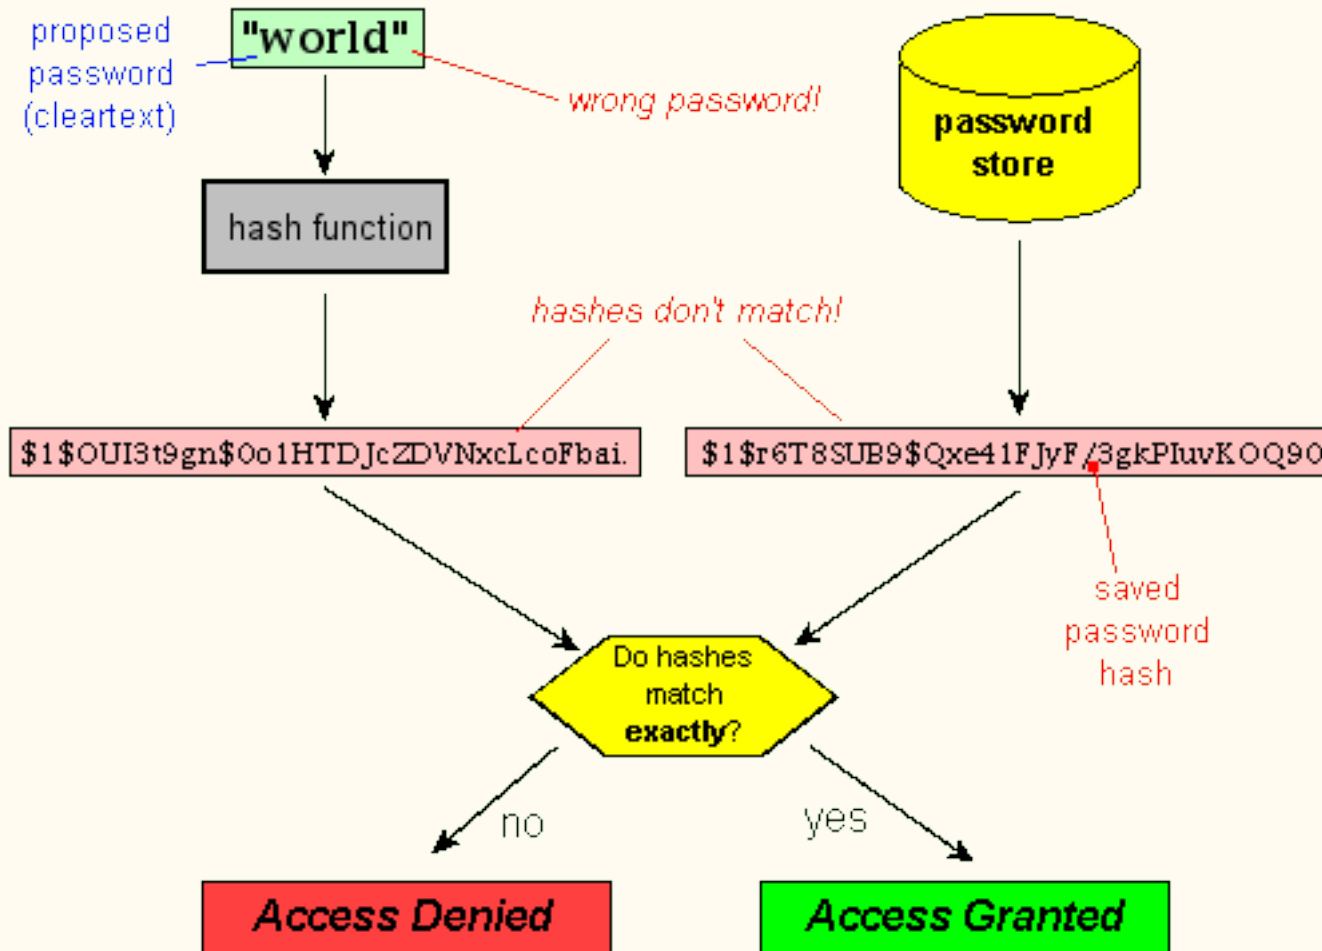 proposed
password
(cleartext)
"world"
wrong password!
password
store
hash function
hashes don't match!
$1$OUI3t9gn$0o1HTDJcZDVNxcLcoFbai.
$1$r6T8SUB9$Qxe41FJyF/3gkPIuvKOQ90
saved
password
hash
Do hashes
match
exactly?
no
yes
Access Denied
Access Granted